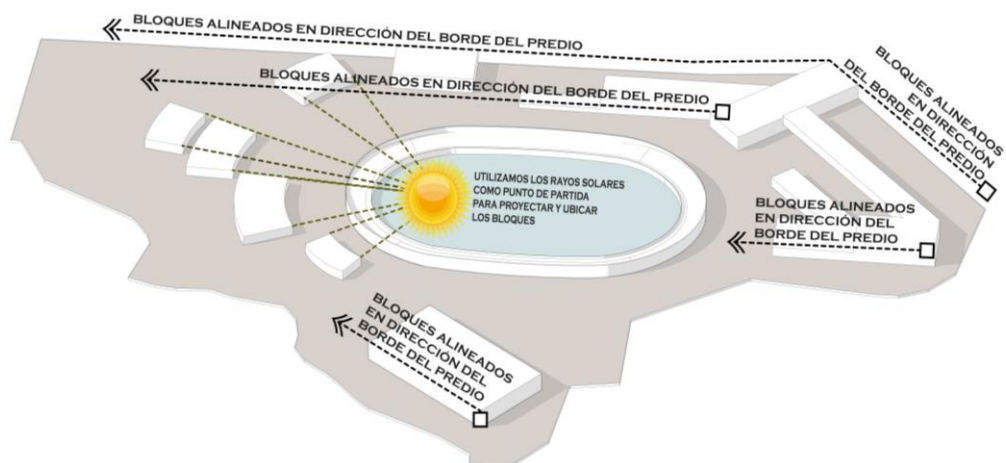 BLOQUES ALINEADOS EN DIRECCIÓN DEL BORDE DEL PREDIO
BLOQUES ALINEADOS EN DIRECCIÓN DEL BORDE DEL PREDIO
BLOQUES ALINEADOS
EN DIRECCIÓN
DEL BORDE DEL PREDIO
UTILIZAMOS LOS RAYOS SOLARES
COMO PUNTO DE PARTIDA
PARA PROYECTAR Y UBICAR
LOS BLOQUES
BLOQUES ALINEADOS
EN DIRECCIÓN DEL
BORDE DEL PREDIO
BLOQUES ALINEADOS
EN DIRECCIÓN DEL
BORDE DEL PREDIO